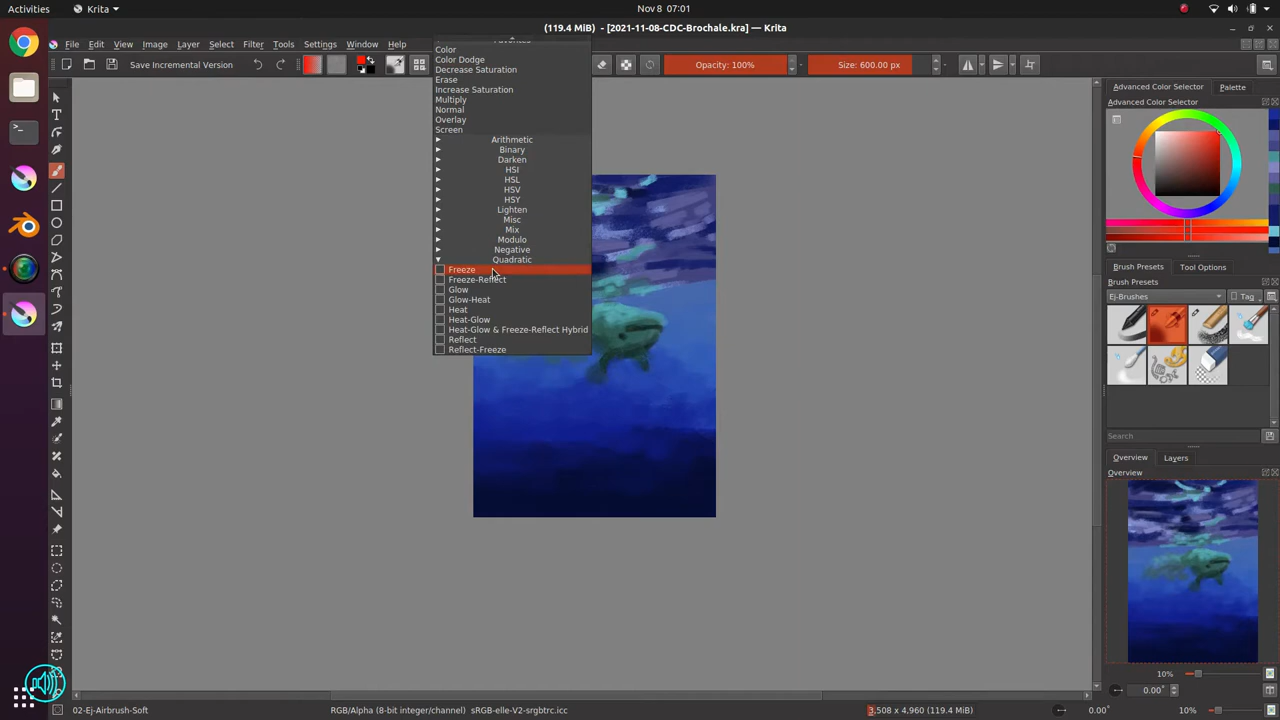 Activities
Krita
Nov 8 07:01
(119.4 MiB) - [2021-11-08-CDC-Brochale.kra] — Krita
File Edit View Image Layer Select Filter Tools Settings Window Help
Save Incremental Version
Opacity: 100%
Size: 600.00 px
Color
Color Dodge
Decrease Saturation
Erase
Increase Saturation
Multiply
Normal
Overlay
Screen
Arithmetic
Binary
Darken
HSI
HSL
HSV
HSY
Lighten
Misc
Mix
Modulo
Negative
Quadratic
Freeze
Freeze-Reflect
Glow
Glow-Heat
Heat
Heat-Glow
Heat-Glow & Freeze-Reflect Hybrid
Reflect
Reflect-Freeze
Advanced Color Selector Palette
Advanced Color Selector
Brush Presets Tool Options
Brush Presets
Ej-Brushes Tag
Search
Overview Layers
Overview
10%
0.00°
02-Ej-Airbrush-Soft
RGB/Alpha (8-bit integer/channel) sRGB-elle-V2-srgbtrc.icc
3,508 x 4,960 (119.4 MiB)
0.00°
10%